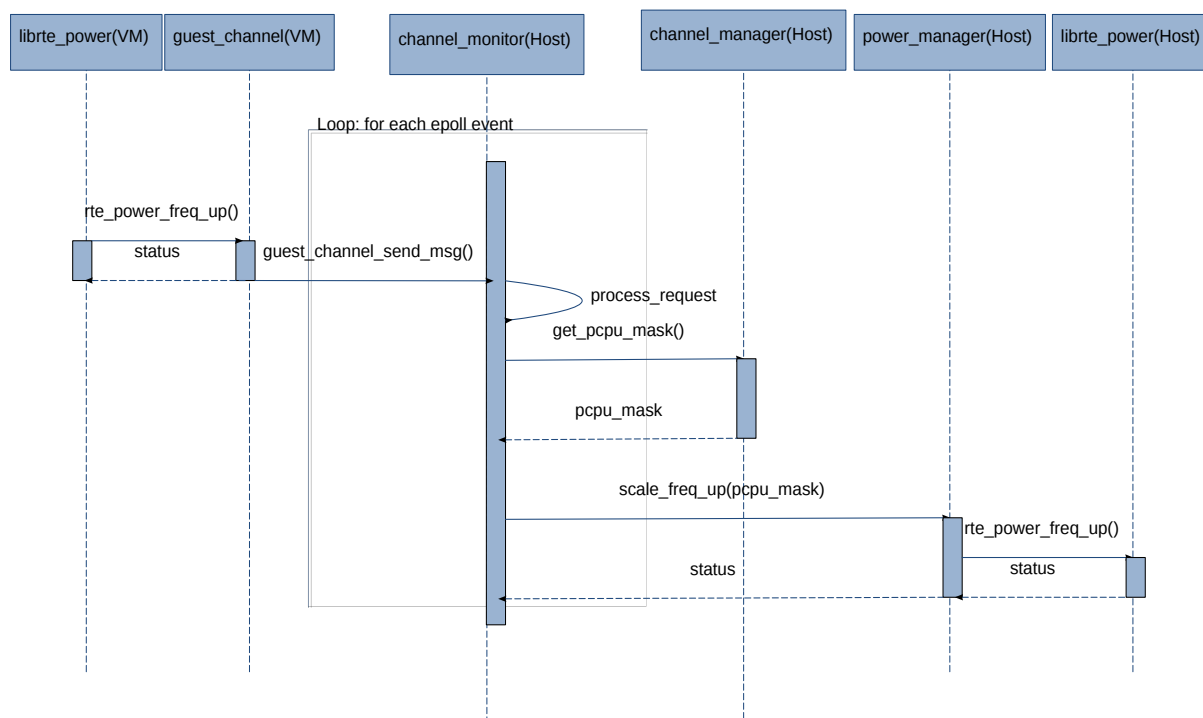 librte_power(VM)
guest_channel(VM)
channel_monitor(Host)
channel_manager(Host)
power_manager(Host)
librte_power(Host)
Loop: for each epoll event
rte_power_freq_up()
status
guest_channel_send_msg()
process_request
get_pcpu_mask()
pcpu_mask
scale_freq_up(pcpu_mask)
rte_power_freq_up()
status
status